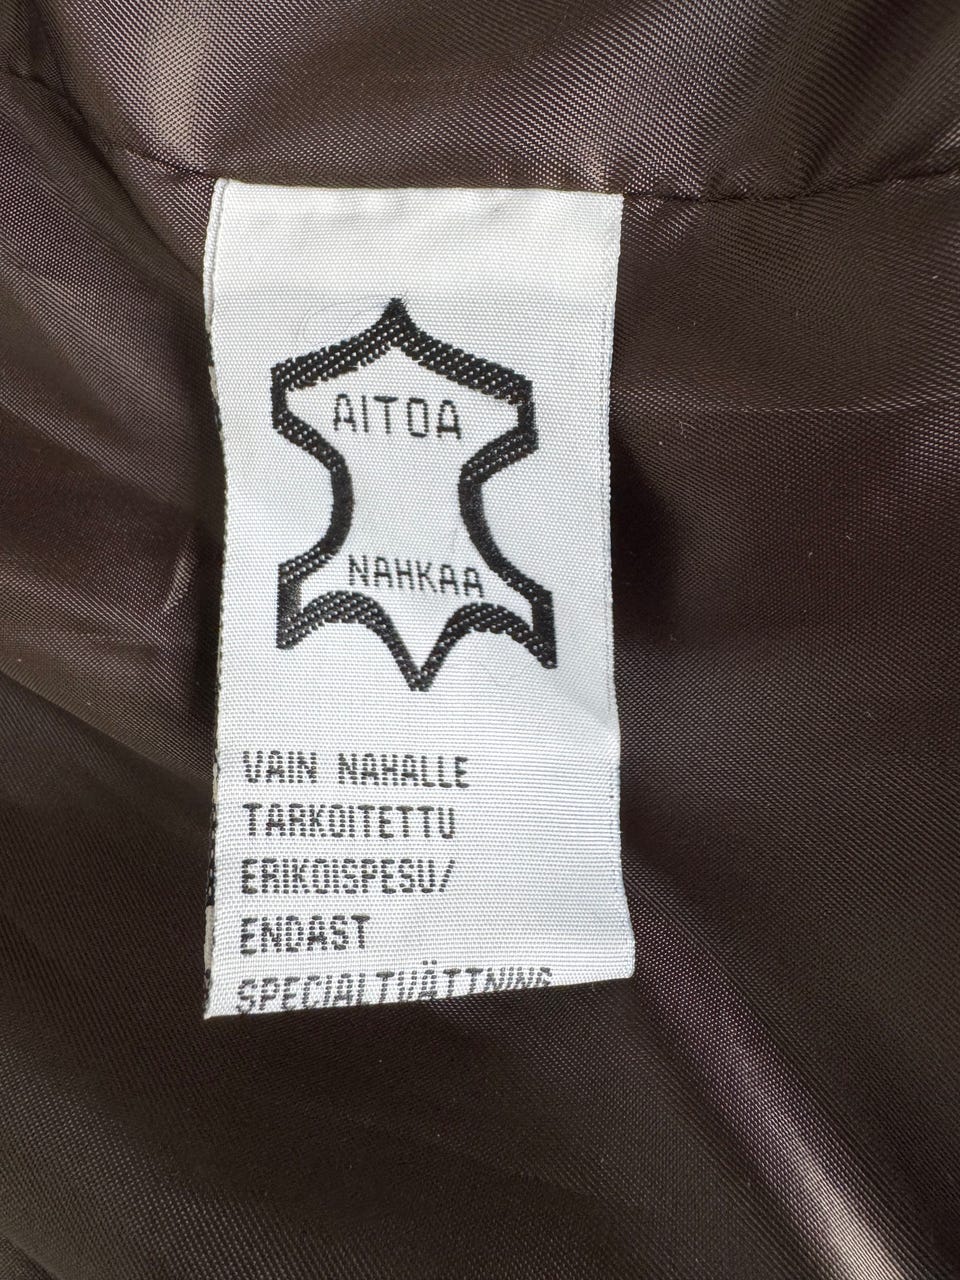 AITOA
NAHKAA
VAIN NAHALLE
TARKOITETTU
ERIKOISPESU/
ENDAST
SPECIALTVÄTTNING